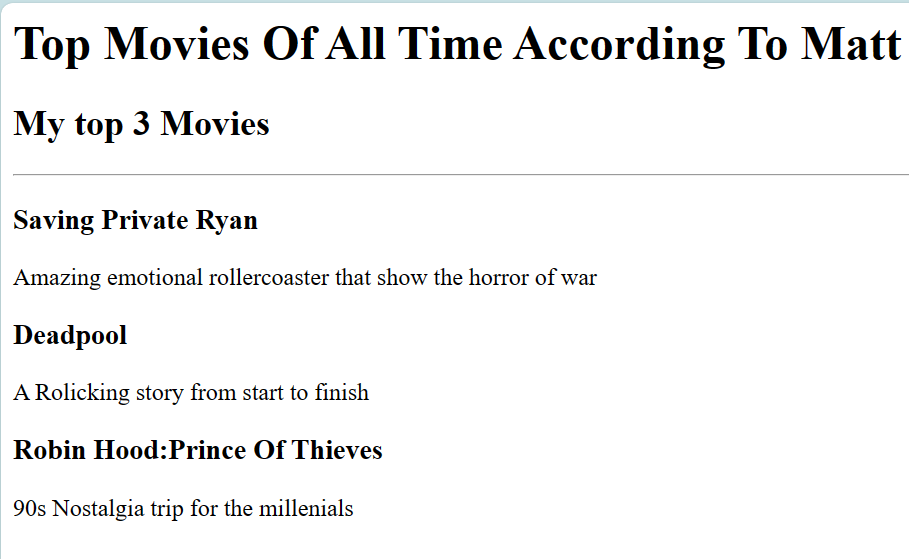 Top Movies Of All Time According To Matt
My top 3 Movies
Saving Private Ryan
Amazing emotional rollercoaster that show the horror of war
Deadpool
A Rolicking story from start to finish
Robin Hood:Prince Of Thieves
90s Nostalgia trip for the millenials